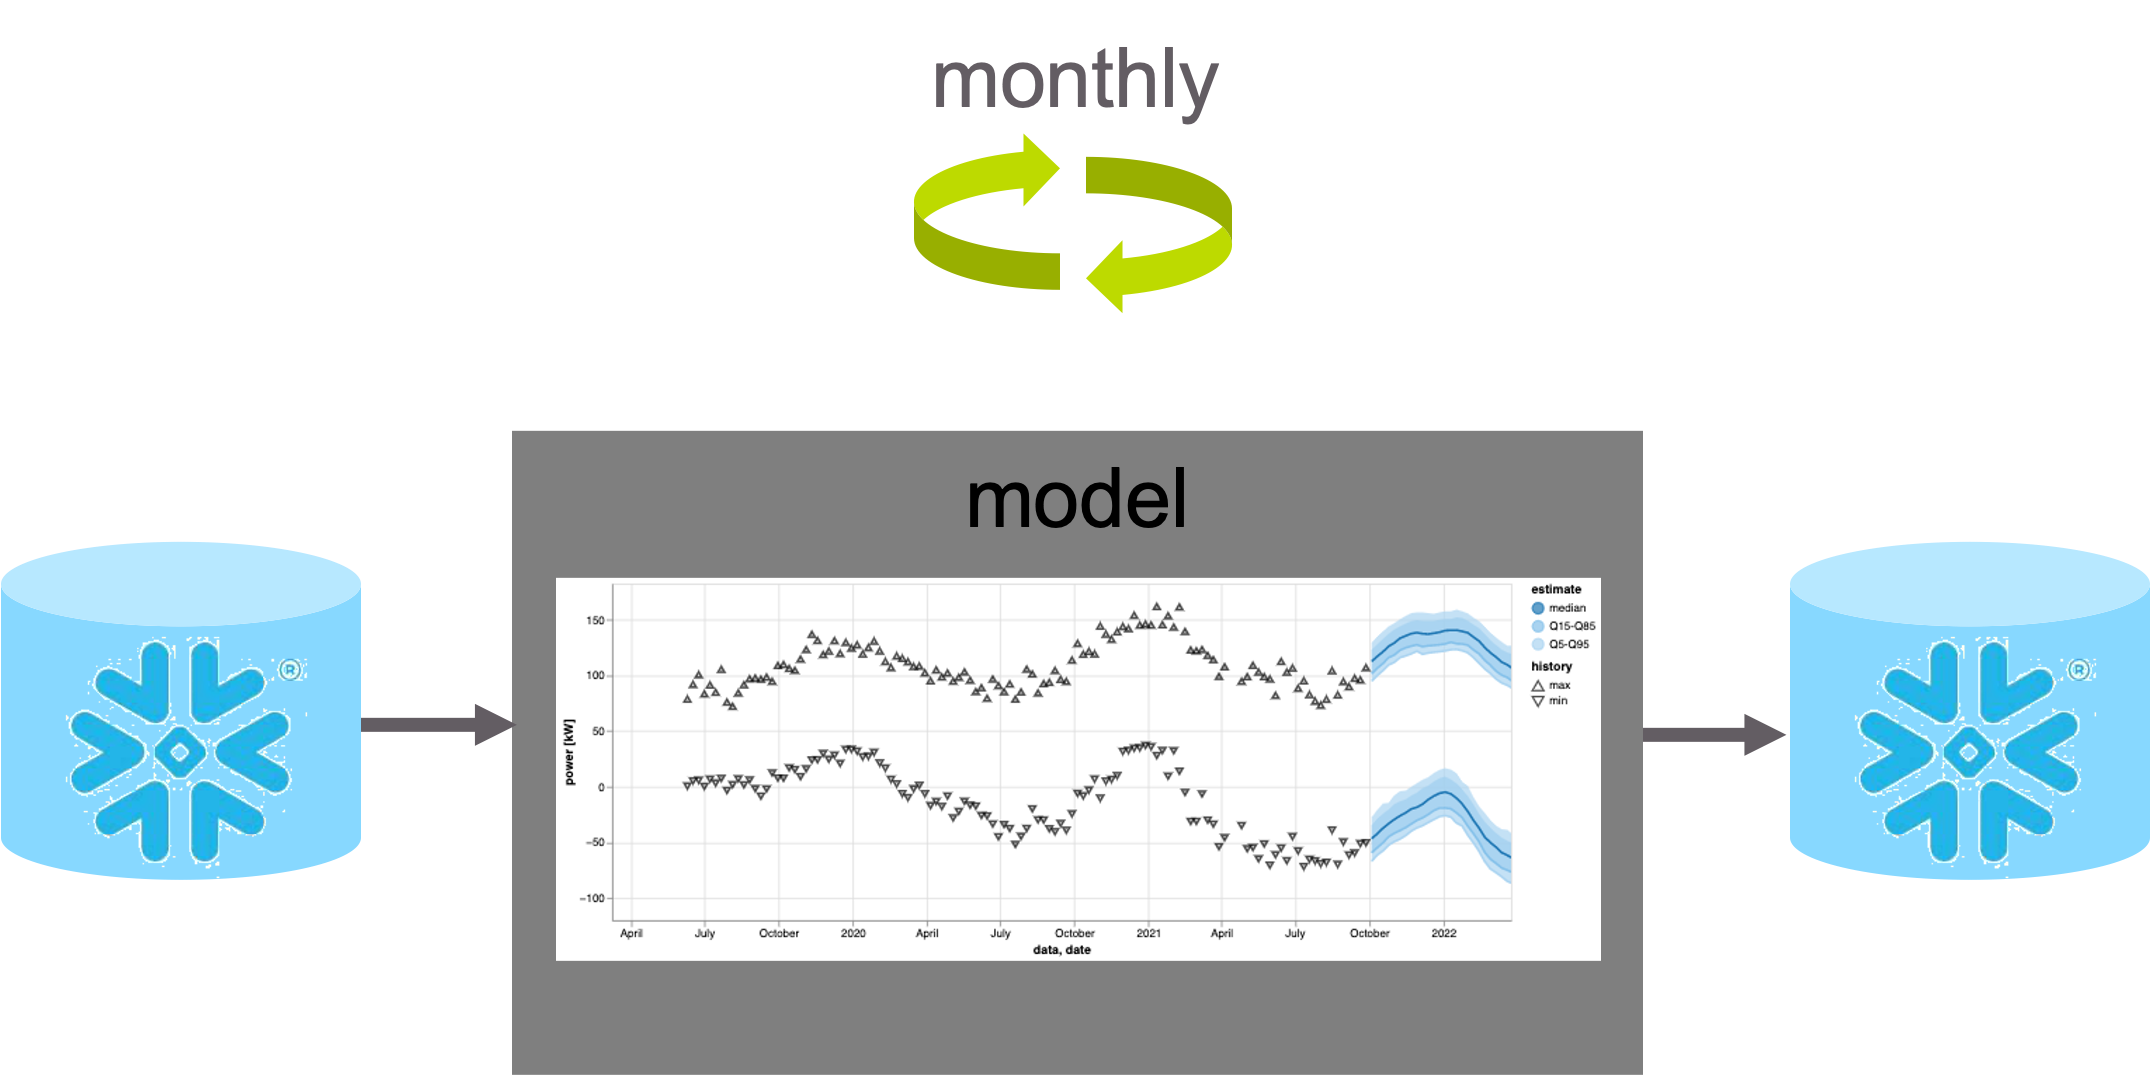 monthly
model
estimate
median
Q15-Q85
Q5-Q95
history
max
min
150
100
50
0
−50
−100
power [kW]
April July October 2020 April July October 2021 April July October 2022
data, date
®
®